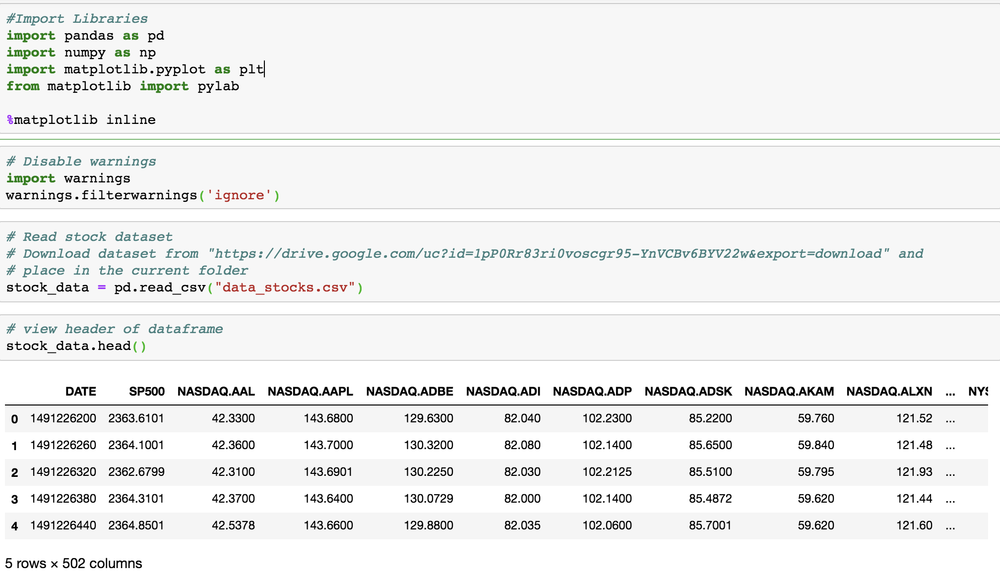 #Import Libraries
import pandas as pd
import numpy as np
import matplotlib.pyplot as plt
from matplotlib import pylab
%matplotlib inline
# Disable warnings
import warnings
warnings.filterwarnings('ignore')
# Read stock dataset
# Download dataset from "https://drive.google.com/uc?id=1pP0Rr83ri0voscgr95-YnVCBv6BYV22w&export=download" and
# place in the current folder
stock_data = pd.read_csv("data_stocks.csv")
# view header of dataframe
stock_data.head()
DATE SP500 NASDAQ.AAL NASDAQ.AAPL NASDAQ.ADBE NASDAQ.ADI NASDAQ.ADP NASDAQ.ADSK NASDAQ.AKAM NASDAQ.ALXN ... NYS
0 1491226200 2363.6101 42.3300 143.6800 129.6300 82.040 102.2300 85.2200 59.760 121.52 ...
1 1491226260 2364.1001 42.3600 143.7000 130.3200 82.080 102.1400 85.6500 59.840 121.48 ...
2 1491226320 2362.6799 42.3100 143.6901 130.2250 82.030 102.2125 85.5100 59.795 121.93 ...
3 1491226380 2364.3101 42.3700 143.6400 130.0729 82.000 102.1400 85.4872 59.620 121.44 ...
4 1491226440 2364.8501 42.5378 143.6600 129.8800 82.035 102.0600 85.7001 59.620 121.60 ...
5 rows × 502 columns